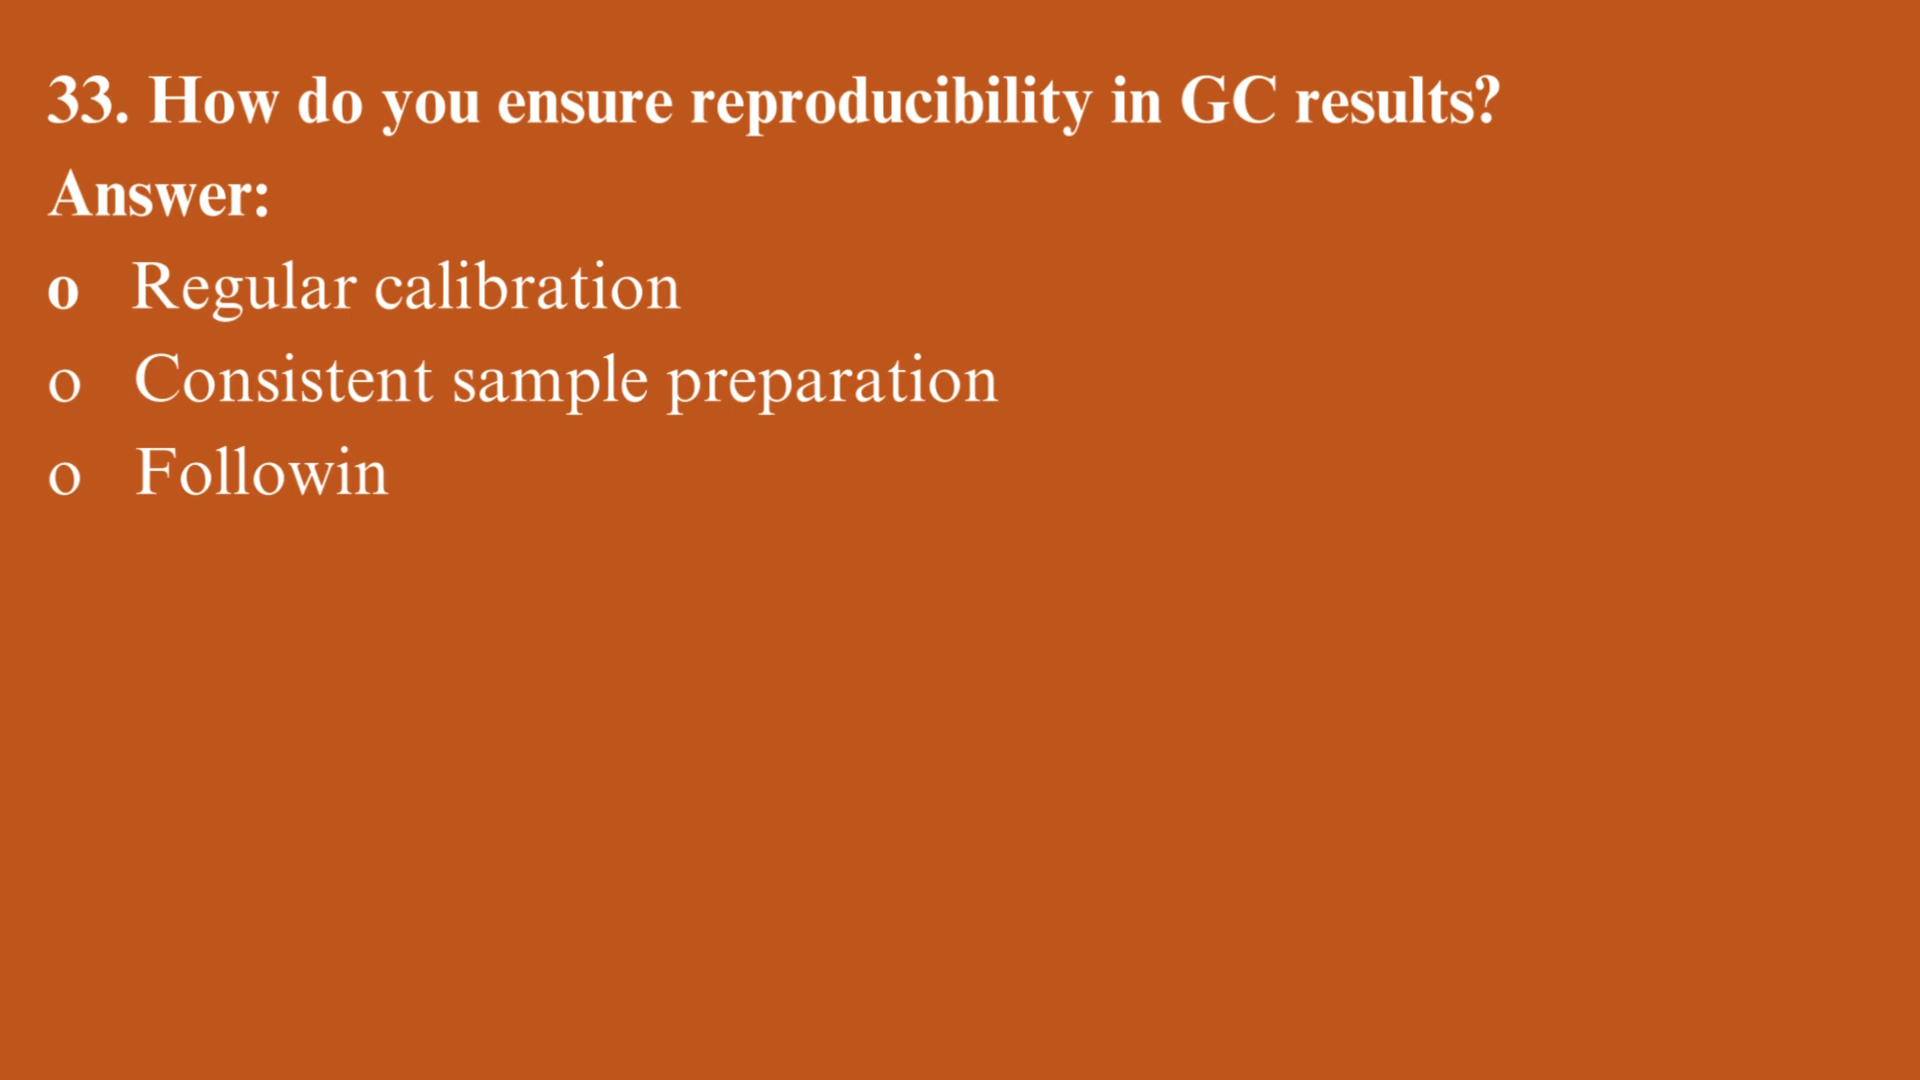 33. How do you ensure reproducibility in GC results?
Answer:
o Regular calibration
o Consistent sample preparation
o Followin